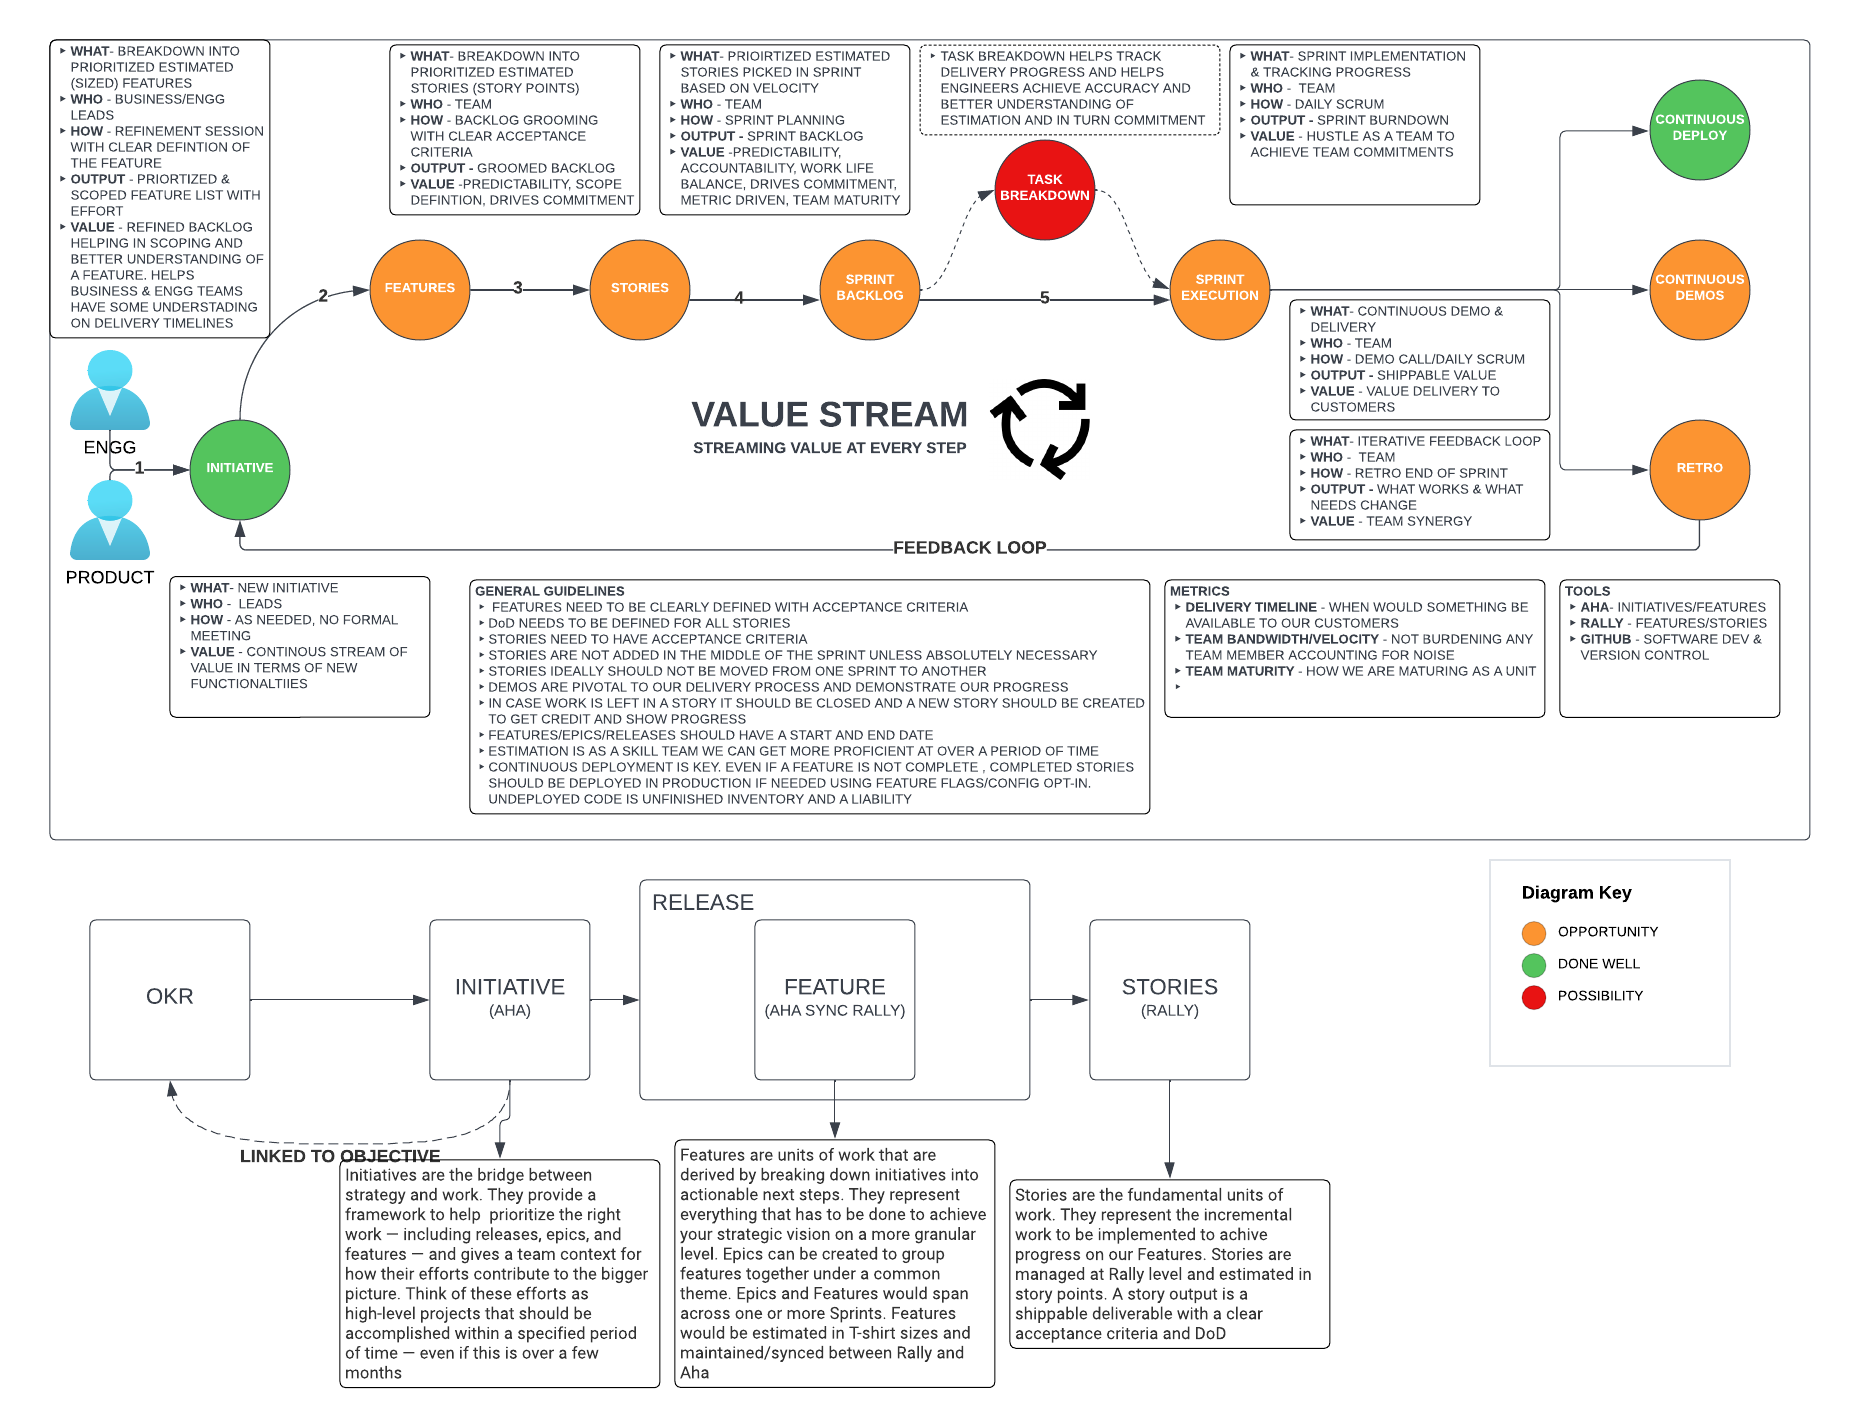 WHAT- BREAKDOWN INTO
PRIORITIZED ESTIMATED
(SIZED) FEATURES
WHO - BUSINESS/ENGG
LEADS
HOW - REFINEMENT SESSION
WITH CLEAR DEFINTION OF
THE FEATURE
OUTPUT - PRIORTIZED &
SCOPED FEATURE LIST WITH
EFFORT
VALUE - REFINED BACKLOG
HELPING IN SCOPING AND
BETTER UNDERSTANDING OF
A FEATURE. HELPS
BUSINESS & ENGG TEAMS
HAVE SOME UNDERSTADING
ON DELIVERY TIMELINES
WHAT- BREAKDOWN INTO
PRIORITIZED ESTIMATED
STORIES (STORY POINTS)
WHO - TEAM
HOW - BACKLOG GROOMING
WITH CLEAR ACCEPTANCE
CRITERIA
OUTPUT - GROOMED BACKLOG
VALUE -PREDICTABILITY, SCOPE
DEFINTION, DRIVES COMMITMENT
WHAT- PRIOIRTIZED ESTIMATED
STORIES PICKED IN SPRINT
BASED ON VELOCITY
WHO - TEAM
HOW - SPRINT PLANNING
OUTPUT - SPRINT BACKLOG
VALUE -PREDICTABILITY,
ACCOUNTABILITY, WORK LIFE
BALANCE, DRIVES COMMITMENT,
METRIC DRIVEN, TEAM MATURITY
TASK BREAKDOWN HELPS TRACK
DELIVERY PROGRESS AND HELPS
ENGINEERS ACHIEVE ACCURACY AND
BETTER UNDERSTANDING OF
ESTIMATION AND IN TURN COMMITMENT
WHAT- SPRINT IMPLEMENTATION
& TRACKING PROGRESS
WHO - TEAM
HOW - DAILY SCRUM
OUTPUT - SPRINT BURNDOWN
VALUE - HUSTLE AS A TEAM TO
ACHIEVE TEAM COMMITMENTS
CONTINUOUS
DEPLOY
TASK
BREAKDOWN
2
FEATURES
3
STORIES
4
SPRINT
BACKLOG
5
SPRINT
EXECUTION
CONTINUOUS
DEMOS
WHAT- CONTINUOUS DEMO &
DELIVERY
WHO - TEAM
HOW - DEMO CALL/DAILY SCRUM
OUTPUT - SHIPPABLE VALUE
VALUE - VALUE DELIVERY TO
CUSTOMERS
VALUE STREAM
STREAMING VALUE AT EVERY STEP
ENGG
1
INITIATIVE
PRODUCT
WHAT- ITERATIVE FEEDBACK LOOP
WHO - TEAM
HOW - RETRO END OF SPRINT
OUTPUT - WHAT WORKS & WHAT
NEEDS CHANGE
VALUE - TEAM SYNERGY
RETRO
FEEDBACK LOOP
WHAT- NEW INITIATIVE
WHO - LEADS
HOW - AS NEEDED, NO FORMAL
MEETING
VALUE - CONTINOUS STREAM OF
VALUE IN TERMS OF NEW
FUNCTIONALTIIES
GENERAL GUIDELINES
FEATURES NEED TO BE CLEARLY DEFINED WITH ACCEPTANCE CRITERIA
DoD NEEDS TO BE DEFINED FOR ALL STORIES
STORIES NEED TO HAVE ACCEPTANCE CRITERIA
STORIES ARE NOT ADDED IN THE MIDDLE OF THE SPRINT UNLESS ABSOLUTELY NECESSARY
STORIES IDEALLY SHOULD NOT BE MOVED FROM ONE SPRINT TO ANOTHER
DEMOS ARE PIVOTAL TO OUR DELIVERY PROCESS AND DEMONSTRATE OUR PROGRESS
IN CASE WORK IS LEFT IN A STORY IT SHOULD BE CLOSED AND A NEW STORY SHOULD BE CREATED
TO GET CREDIT AND SHOW PROGRESS
FEATURES/EPICS/RELEASES SHOULD HAVE A START AND END DATE
ESTIMATION IS AS A SKILL TEAM WE CAN GET MORE PROFICIENT AT OVER A PERIOD OF TIME
CONTINUOUS DEPLOYMENT IS KEY. EVEN IF A FEATURE IS NOT COMPLETE , COMPLETED STORIES
SHOULD BE DEPLOYED IN PRODUCTION IF NEEDED USING FEATURE FLAGS/CONFIG OPT-IN.
UNDEPLOYED CODE IS UNFINISHED INVENTORY AND A LIABILITY
METRICS
DELIVERY TIMELINE - WHEN WOULD SOMETHING BE
AVAILABLE TO OUR CUSTOMERS
TEAM BANDWIDTH/VELOCITY - NOT BURDENING ANY
TEAM MEMBER ACCOUNTING FOR NOISE
TEAM MATURITY - HOW WE ARE MATURING AS A UNIT
TOOLS
AHA- INITIATIVES/FEATURES
RALLY - FEATURES/STORIES
GITHUB - SOFTWARE DEV &
VERSION CONTROL
OKR
INITIATIVE
(AHA)
RELEASE
FEATURE
(AHA SYNC RALLY)
STORIES
(RALLY)
Diagram Key
OPPORTUNITY
DONE WELL
POSSIBILITY
LINKED TO OBJECTIVE
Initiatives are the bridge between
strategy and work. They provide a
framework to help prioritize the right
work — including releases, epics, and
features — and gives a team context for
how their efforts contribute to the bigger
picture. Think of these efforts as
high-level projects that should be
accomplished within a specified period
of time — even if this is over a few
months
Features are units of work that are
derived by breaking down initiatives into
actionable next steps. They represent
everything that has to be done to achieve
your strategic vision on a more granular
level. Epics can be created to group
features together under a common
theme. Epics and Features would span
across one or more Sprints. Features
would be estimated in T-shirt sizes and
maintained/synced between Rally and
Aha
Stories are the fundamental units of
work. They represent the incremental
work to be implemented to achive
progress on our Features. Stories are
managed at Rally level and estimated in
story points. A story output is a
shippable deliverable with a clear
acceptance criteria and DoD